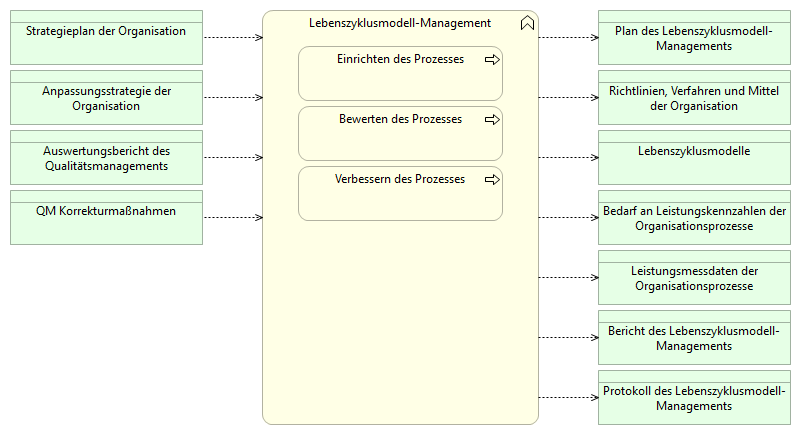 Strategieplan der Organisation
Anpassungsstrategie der
Organisation
Auswertungsbericht des
Qualitätsmanagements
QM Korrekturmaßnahmen
Lebenszyklusmodell-Management
Einrichten des Prozesses
Bewerten des Prozesses
Verbessern des Prozesses
Plan des Lebenszyklusmodell-
Managements
Richtlinien, Verfahren und Mittel
der Organisation
Lebenszyklusmodelle
Bedarf an Leistungskennzahlen der
Organisationsprozesse
Leistungsmessdaten der
Organisationsprozesse
Bericht des Lebenszyklusmodell-
Managements
Protokoll des Lebenszyklusmodell-
Managements